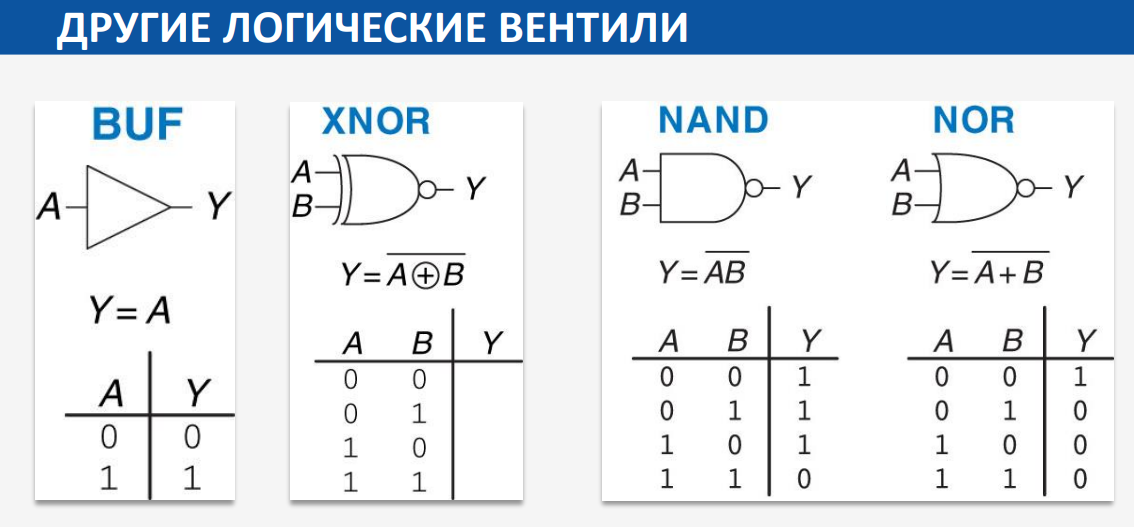 ДРУГИЕ ЛОГИЧЕСКИЕ ВЕНТИЛИ
BUF
A Y
Y = A
A Y
0 0
1 1
XNOR
A
B
Y
Y = A⊕B
A B Y
0 0
0 1
1 0
1 1
NAND
A
B
Y
Y = AB
A B Y
0 0 1
0 1 1
1 0 1
1 1 0
NOR
A
B
Y
Y = A + B
A B Y
0 0 1
0 1 0
1 0 0
1 1 0